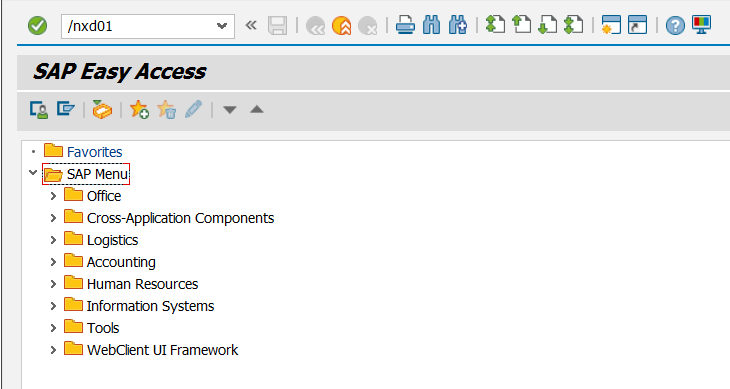 /nxd01
SAP Easy Access
Favorites
SAP Menu
Office
Cross-Application Components
Logistics
Accounting
Human Resources
Information Systems
Tools
WebClient UI Framework